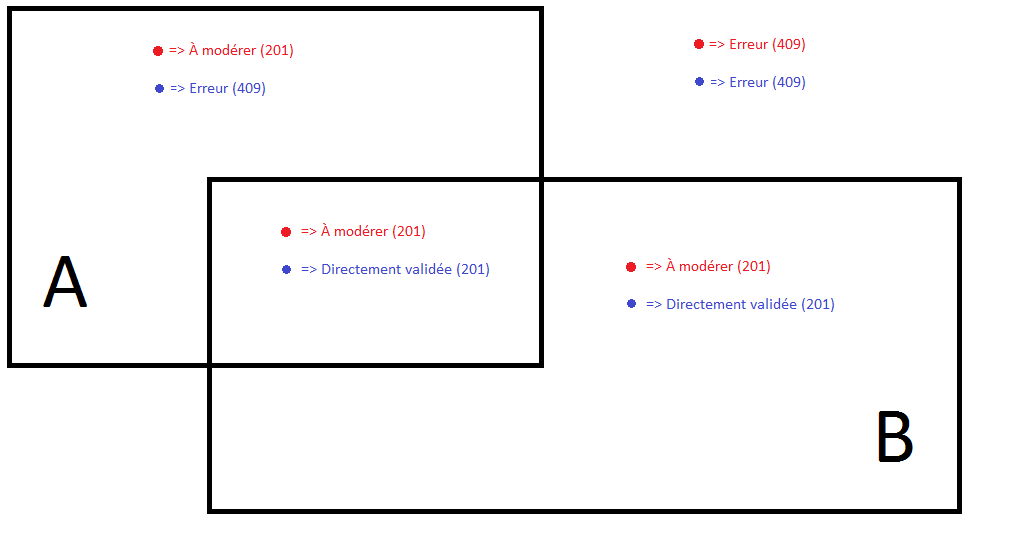 => À modérer (201)
=> Erreur (409)
=> Erreur (409)
=> Erreur (409)
=> À modérer (201)
=> Directement validée (201)
=> À modérer (201)
=> Directement validée (201)
A
B